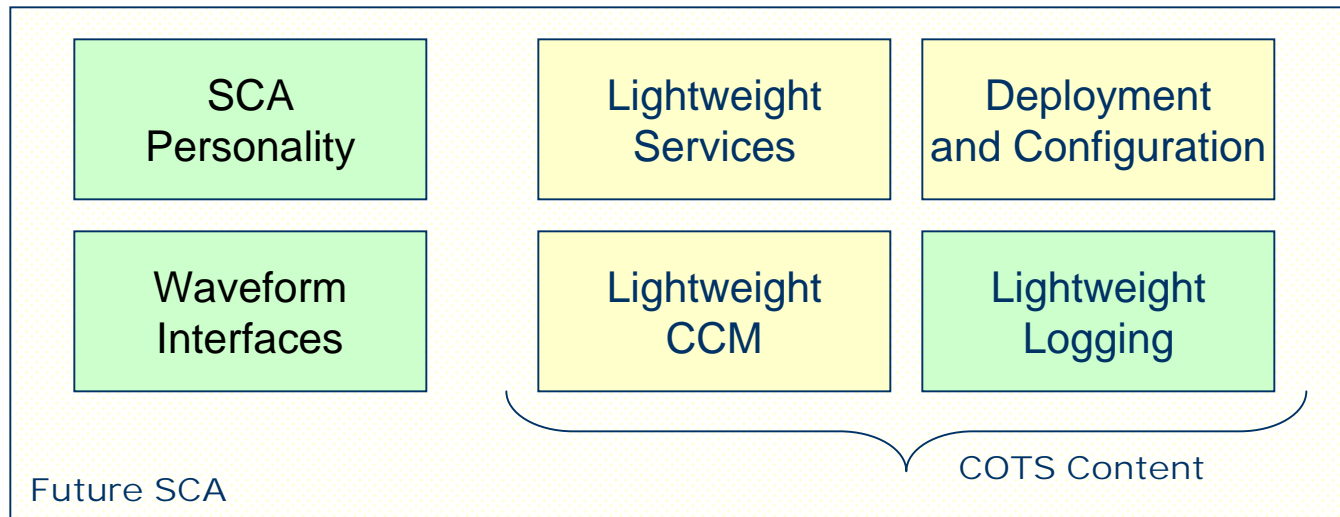 SCA
Personality
Lightweight
Services
Deployment
and Configuration
Waveform
Interfaces
Lightweight
CCM
Lightweight
Logging
COTS Content
Future SCA